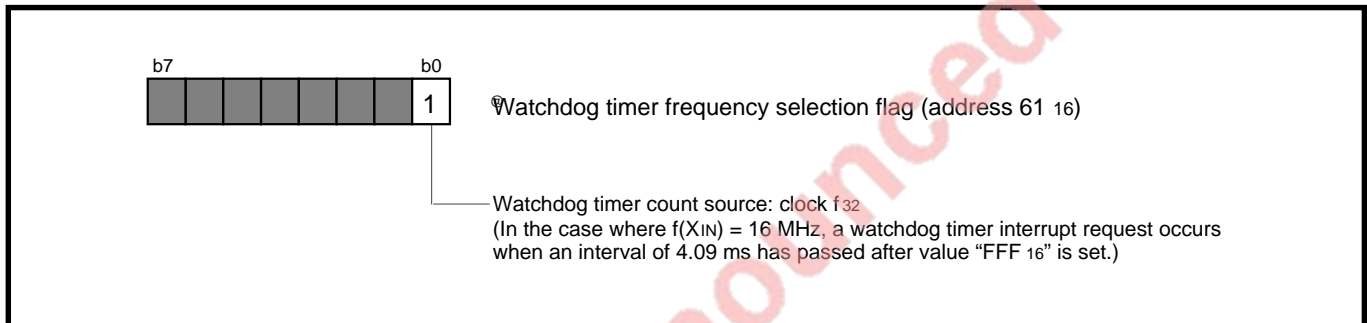 b7 b0
1
Watchdog timer frequency selection flag (address 61 16)
Watchdog timer count source: clock f32
(In the case where f(XIN) = 16 MHz, a watchdog timer interrupt request occurs
when an interval of 4.09 ms has passed after value “FFF 16” is set.)
ounced